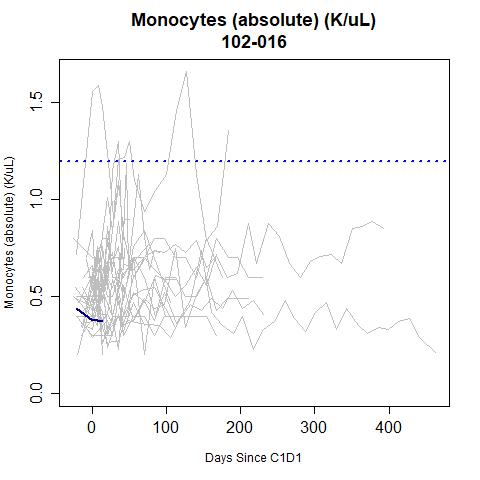 Monocytes (absolute) (K/uL)
102-016
Monocytes (absolute) (K/uL)
1.5
1.0
0.5
0.0
0 100 200 300 400
Days Since C1D1